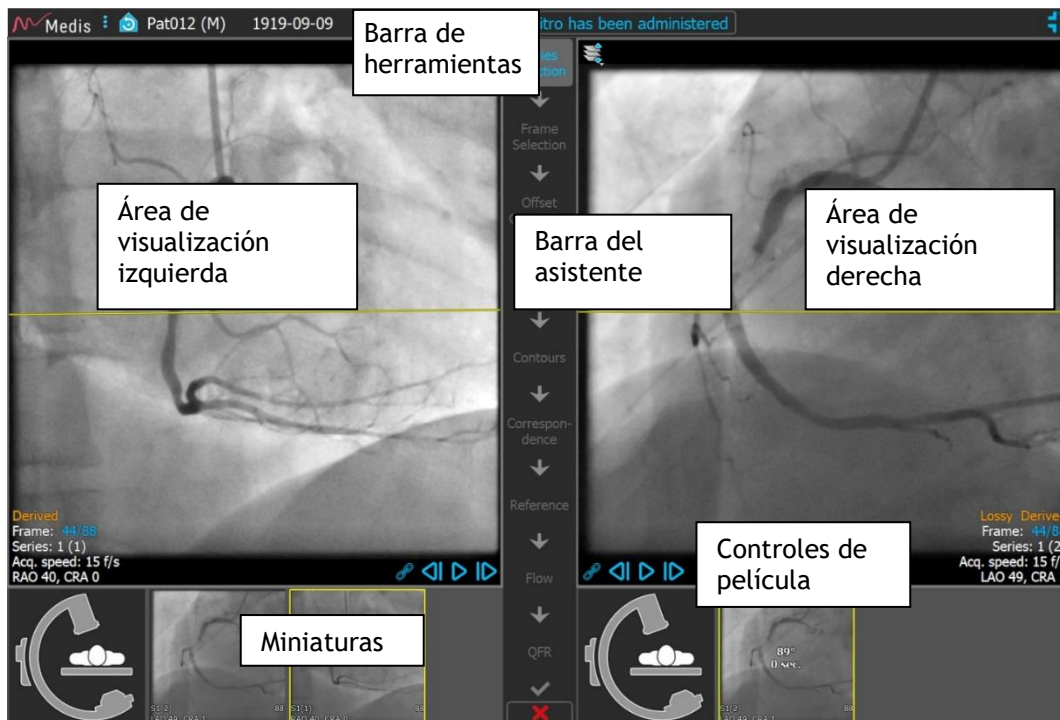 Medis Pat012 (M) 1919-09-09 itro has been administered
Barra de
herramientas
Frame
Selection
Offset
Área de
visualización
izquierda
Barra del
asistente
Área de
visualización
derecha
Contours
Correspon-
dence
Reference
Flow
QFR
Derived
Frame: 44/88
Series: 1 (1)
Acq. speed: 15 f/s
RAO 40, CRA 0
Lossy Derive
Frame: 44/8
Series: 1 (2
Acq. speed: 15 f/
LAO 49, CRA
Controles de
película
Miniaturas
S1(2) 88
LAO 49, CRA 1
S1(1) 88
RAO 40, CRA 0
89°
0 sec.
S1(2) 88
LAO 49, CRA 1